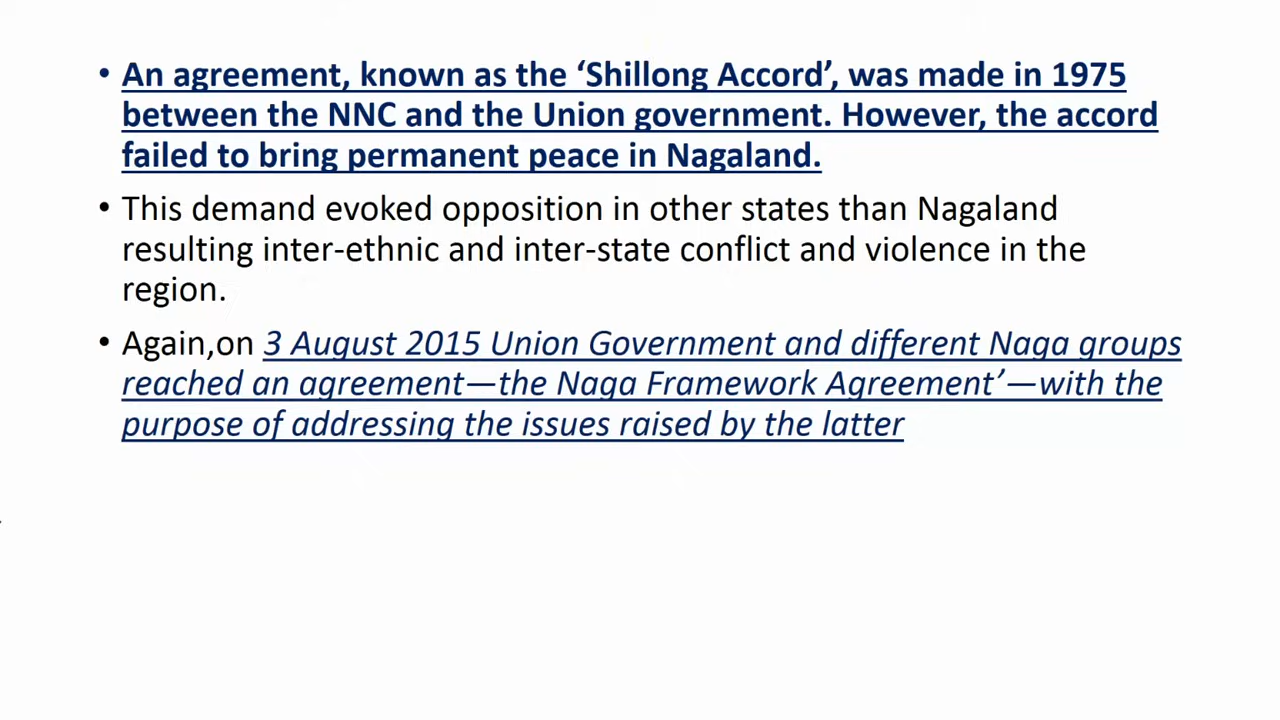 • An agreement, known as the ‘Shillong Accord’, was made in 1975
between the NNC and the Union government. However, the accord
failed to bring permanent peace in Nagaland.
• This demand evoked opposition in other states than Nagaland
resulting inter-ethnic and inter-state conflict and violence in the
region.
• Again,on 3 August 2015 Union Government and different Naga groups
reached an agreement—the Naga Framework Agreement’—with the
purpose of addressing the issues raised by the latter